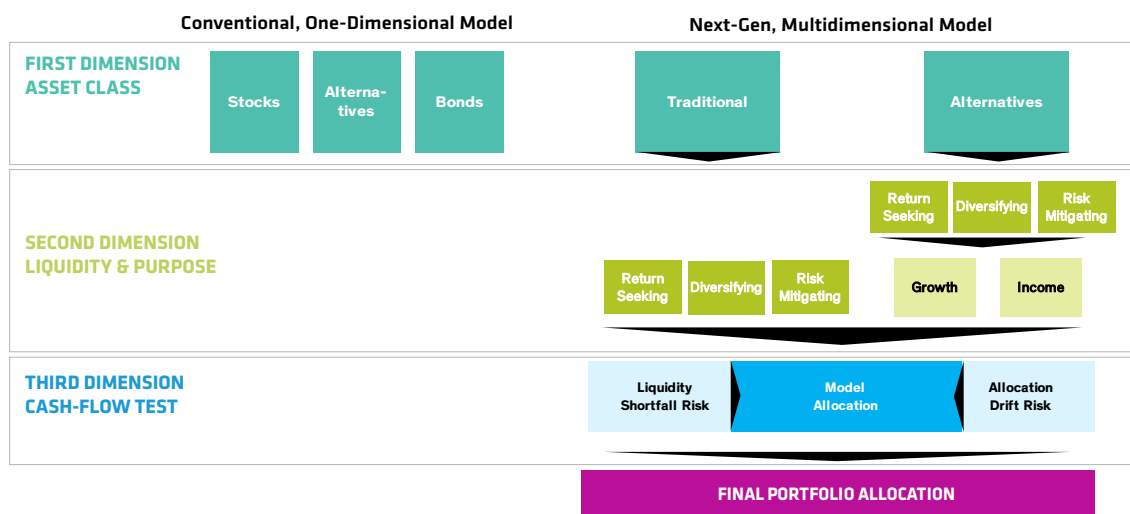 Conventional, One-Dimensional Model
Next-Gen, Multidimensional Model
FIRST DIMENSION
ASSET CLASS
Stocks
Alterna-
tives
Bonds
Traditional
Alternatives
SECOND DIMENSION
LIQUIDITY & PURPOSE
Return
Seeking
Diversifying
Risk
Mitigating
Return
Seeking
Diversifying
Risk
Mitigating
Growth
Income
THIRD DIMENSION
CASH-FLOW TEST
Liquidity
Shortfall Risk
Model
Allocation
Allocation
Drift Risk
FINAL PORTFOLIO ALLOCATION